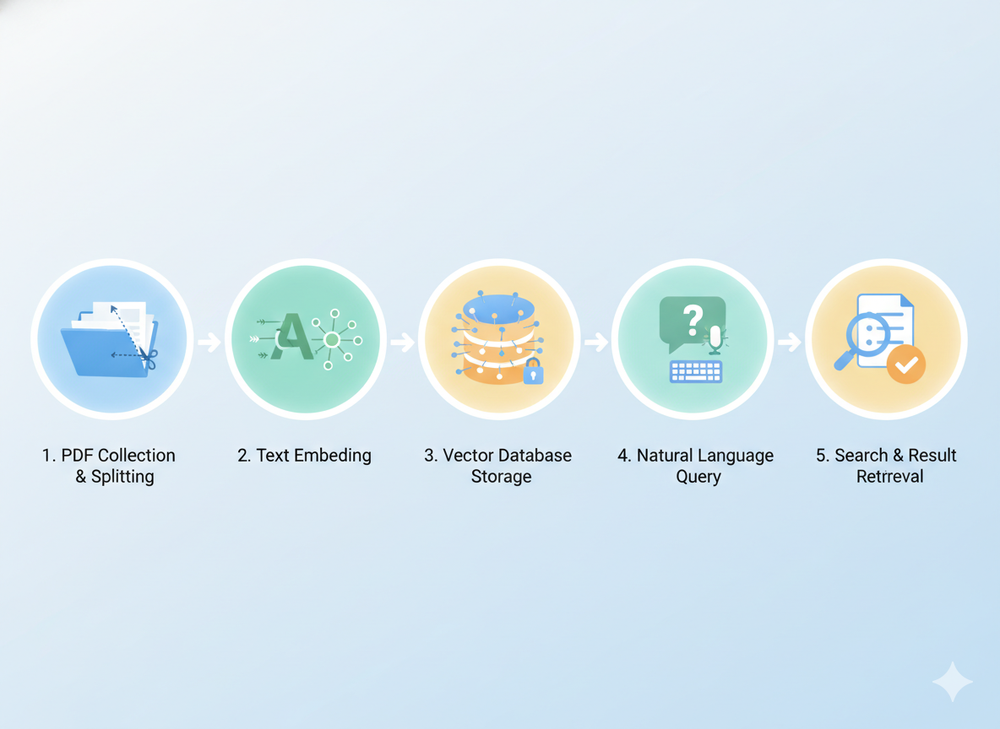 1. PDF Collection
& Splitting
2. Text Embeding
3. Vector Database
Storage
4. Natural Language
Query
5. Search & Result
Retrreval